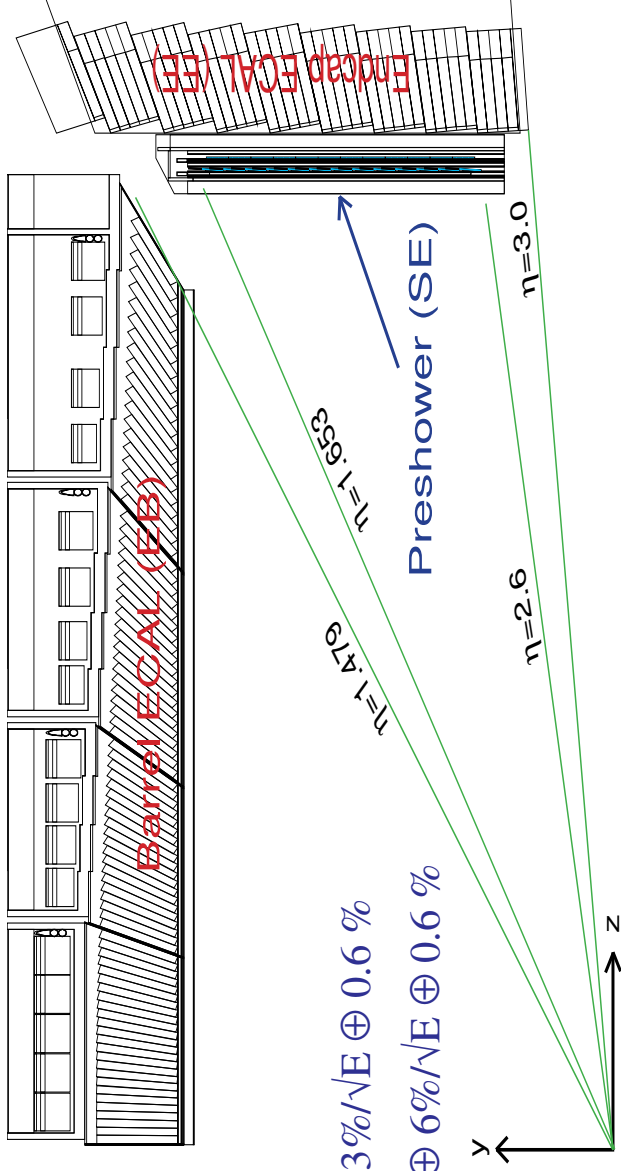 Endcap ECAL (EE)
Barrel ECAL (EB)
Preshower (SE)
η=1.653
η=1.479
η=3.0
η=2.6
3%/√E ⊕ 0.6 %
⊕ 6%/√E ⊕ 0.6 %
y
z